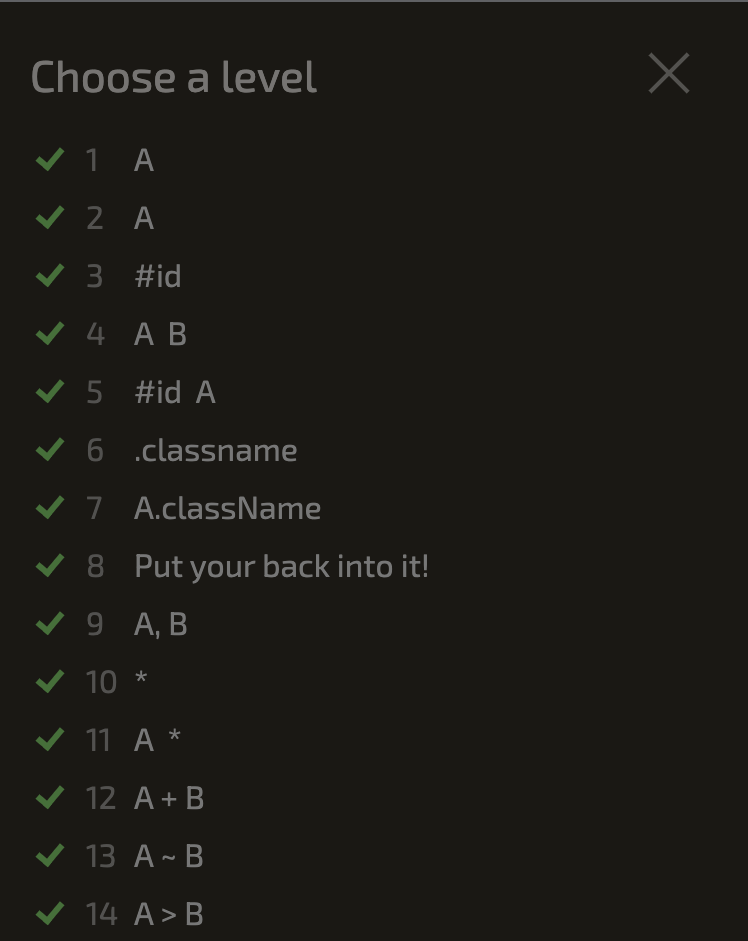 Choose a level
1 A
2 A
3 #id
4 A B
5 #id A
6 .classname
7 A.className
8 Put your back into it!
9 A, B
10 *
11 A *
12 A + B
13 A ~ B
14 A > B